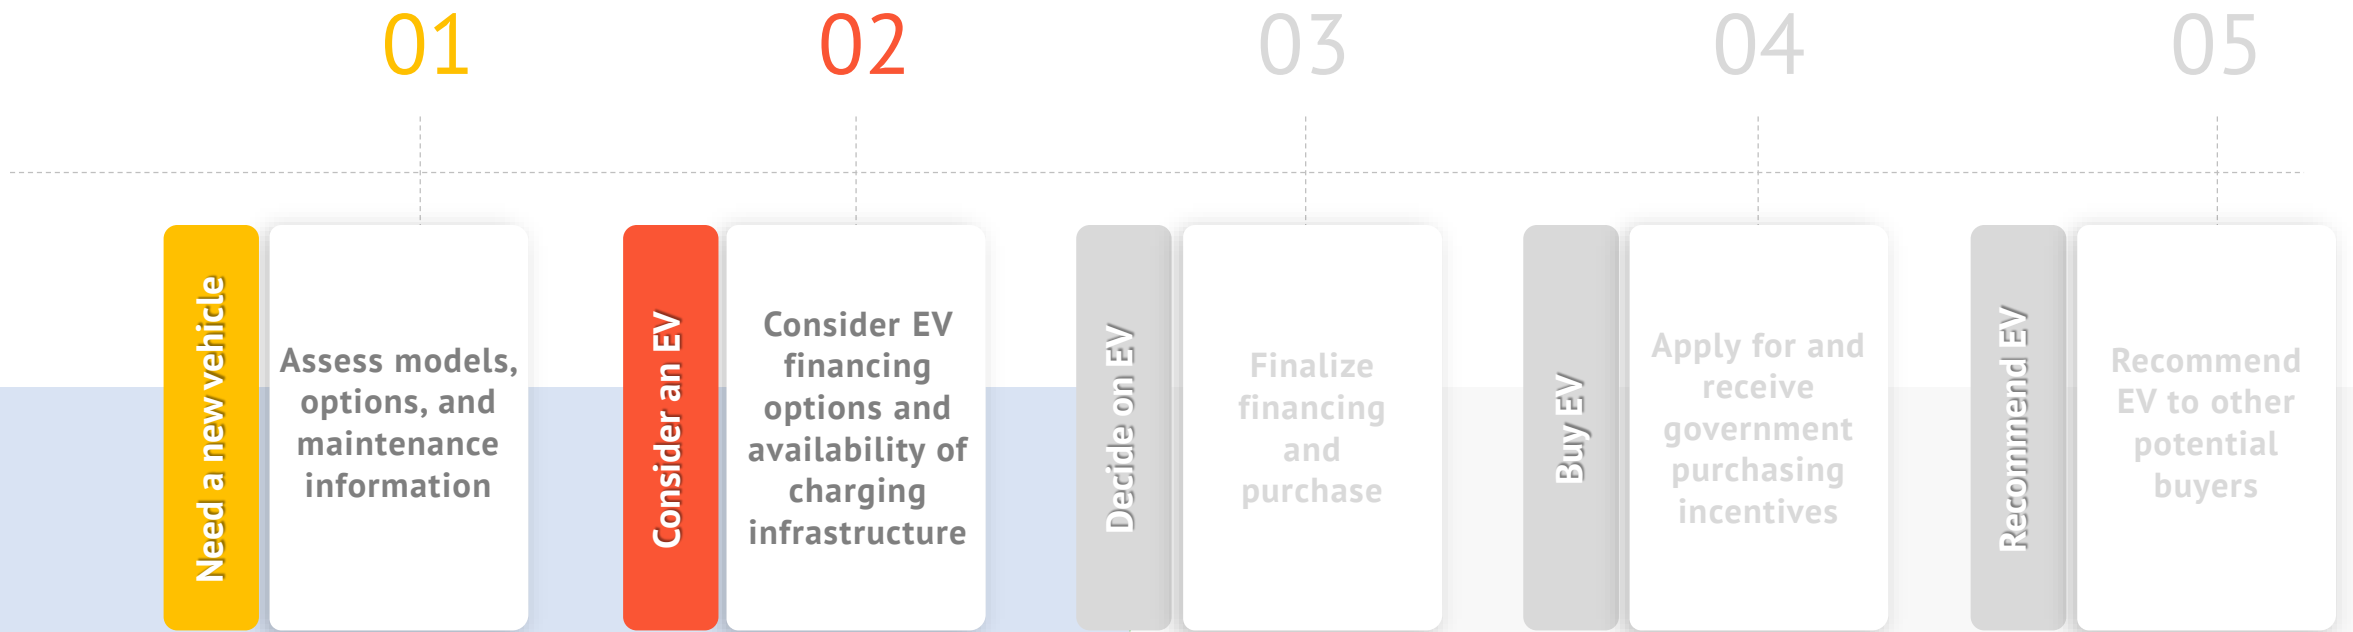 01
02
03
04
05
Need a new vehicle
Assess models,
options, and
maintenance
information
Consider an EV
Consider EV
financing
options and
availability of
charging
infrastructure
Decide on EV
Finalize
financing
and
purchase
Buy EV
Apply for and
receive
government
purchasing
incentives
Recommend EV
Recommend
EV to other
potential
buyers